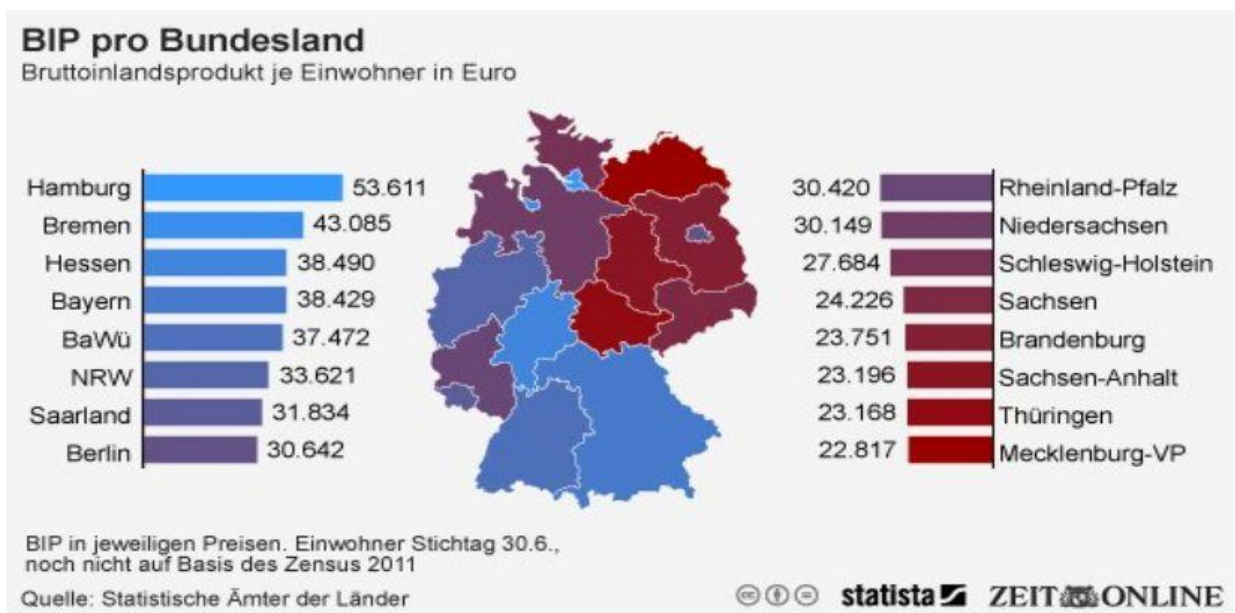 BIP pro Bundesland
Bruttoinlandsprodukt je Einwohner in Euro
Hamburg 53.611
Bremen 43.085
Hessen 38.490
Bayern 38.429
BaWü 37.472
NRW 33.621
Saarland 31.834
Berlin 30.642
30.420 Rheinland-Pfalz
30.149 Niedersachsen
27.684 Schleswig-Holstein
24.226 Sachsen
23.751 Brandenburg
23.196 Sachsen-Anhalt
23.168 Thüringen
22.817 Mecklenburg-VP
BIP in jeweiligen Preisen. Einwohner Stichtag 30.6.,
noch nicht auf Basis des Zensus 2011
Quelle: Statistische Ämter der Länder
cc
statista
ZEIT ONLINE